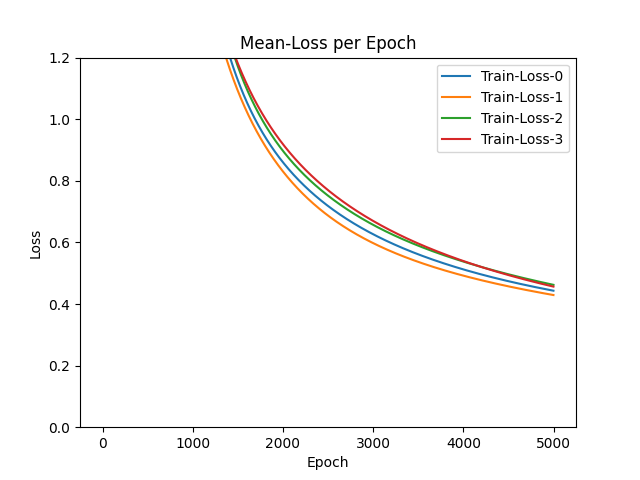 Mean-Loss per Epoch
Train-Loss-0
Train-Loss-1
Train-Loss-2
Train-Loss-3
1.2
1.0
0.8
0.6
0.4
0.2
0.0
Loss
0 1000 2000 3000 4000 5000
Epoch